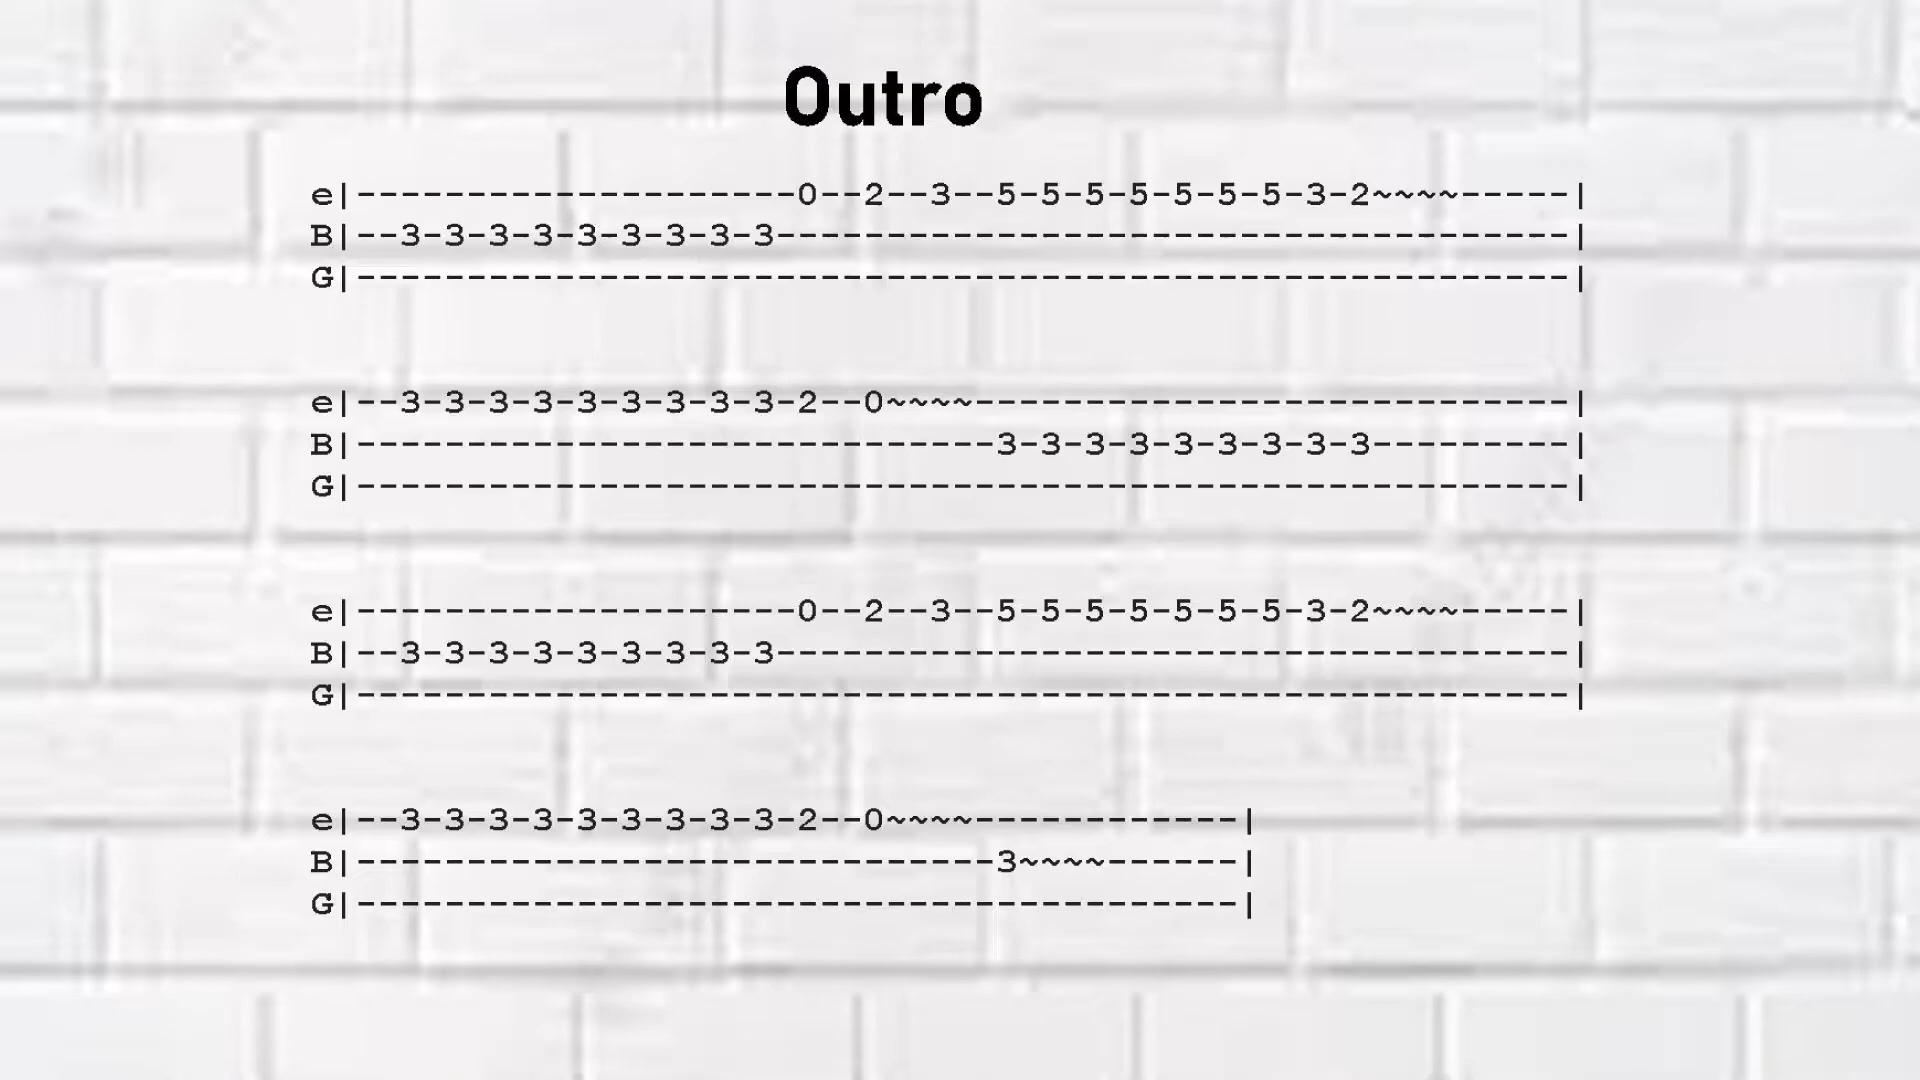 Outro
e|--------------------0--2--3--5-5-5-5-5-5-5-3-2~~~~-----|
B|--3-3-3-3-3-3-3-3-3------------------------------------|
G|-------------------------------------------------------|
e|--3-3-3-3-3-3-3-3-3-2--0~~~~---------------------------|
B|-----------------------------3-3-3-3-3-3-3-3-3---------|
G|-------------------------------------------------------|
e|--------------------0--2--3--5-5-5-5-5-5-5-3-2~~~~-----|
B|--3-3-3-3-3-3-3-3-3------------------------------------|
G|-------------------------------------------------------|
e|--3-3-3-3-3-3-3-3-3-2--0~~~~------------|
B|-----------------------------3~~~~------|
G|----------------------------------------|